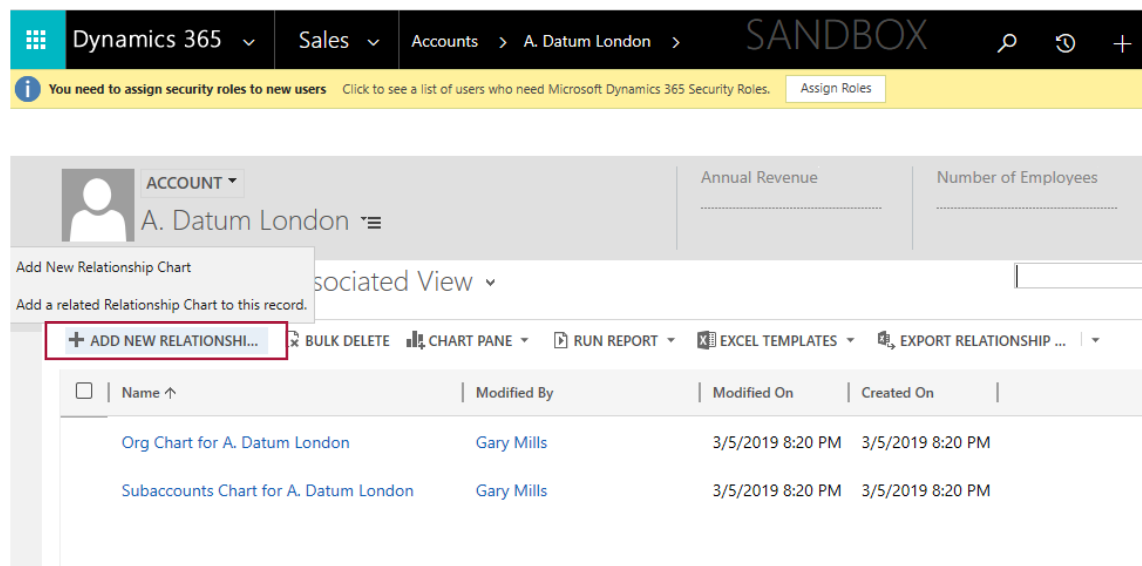 Dynamics 365 Sales Accounts > A. Datum London > SANDBOX
You need to assign security roles to new users Click to see a list of users who need Microsoft Dynamics 365 Security Roles. Assign Roles
ACCOUNT
A. Datum London
Annual Revenue
Number of Employees
Add New Relationship Chart
Add a related Relationship Chart to this record.
sociated View
ADD NEW RELATIONSHI... BULK DELETE CHART PANE RUN REPORT EXCEL TEMPLATES EXPORT RELATIONSHIP ...
Name Modified By Modified On Created On
Org Chart for A. Datum London Gary Mills 3/5/2019 8:20 PM 3/5/2019 8:20 PM
Subaccounts Chart for A. Datum London Gary Mills 3/5/2019 8:20 PM 3/5/2019 8:20 PM